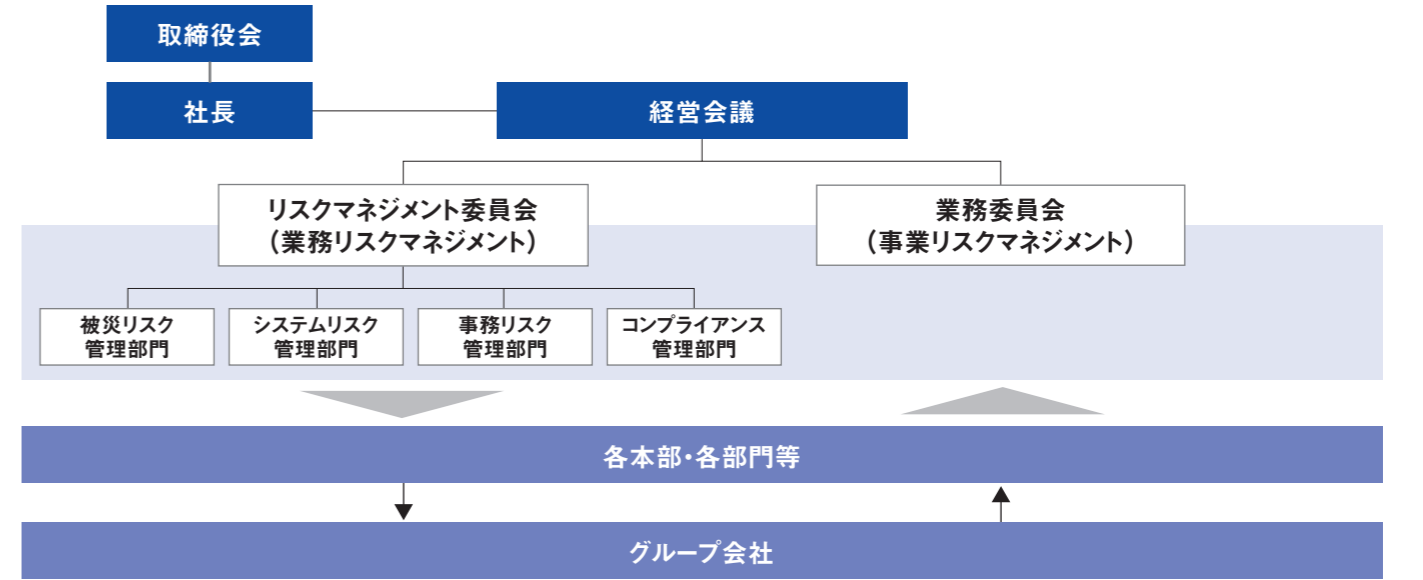 取締役会
社長
経営会議
リスクマネジメント委員会
（業務リスクマネジメント）
業務委員会
（事業リスクマネジメント）
被災リスク
管理部門
システムリスク
管理部門
事務リスク
管理部門
コンプライアンス
管理部門
各本部・各部門等
グループ会社